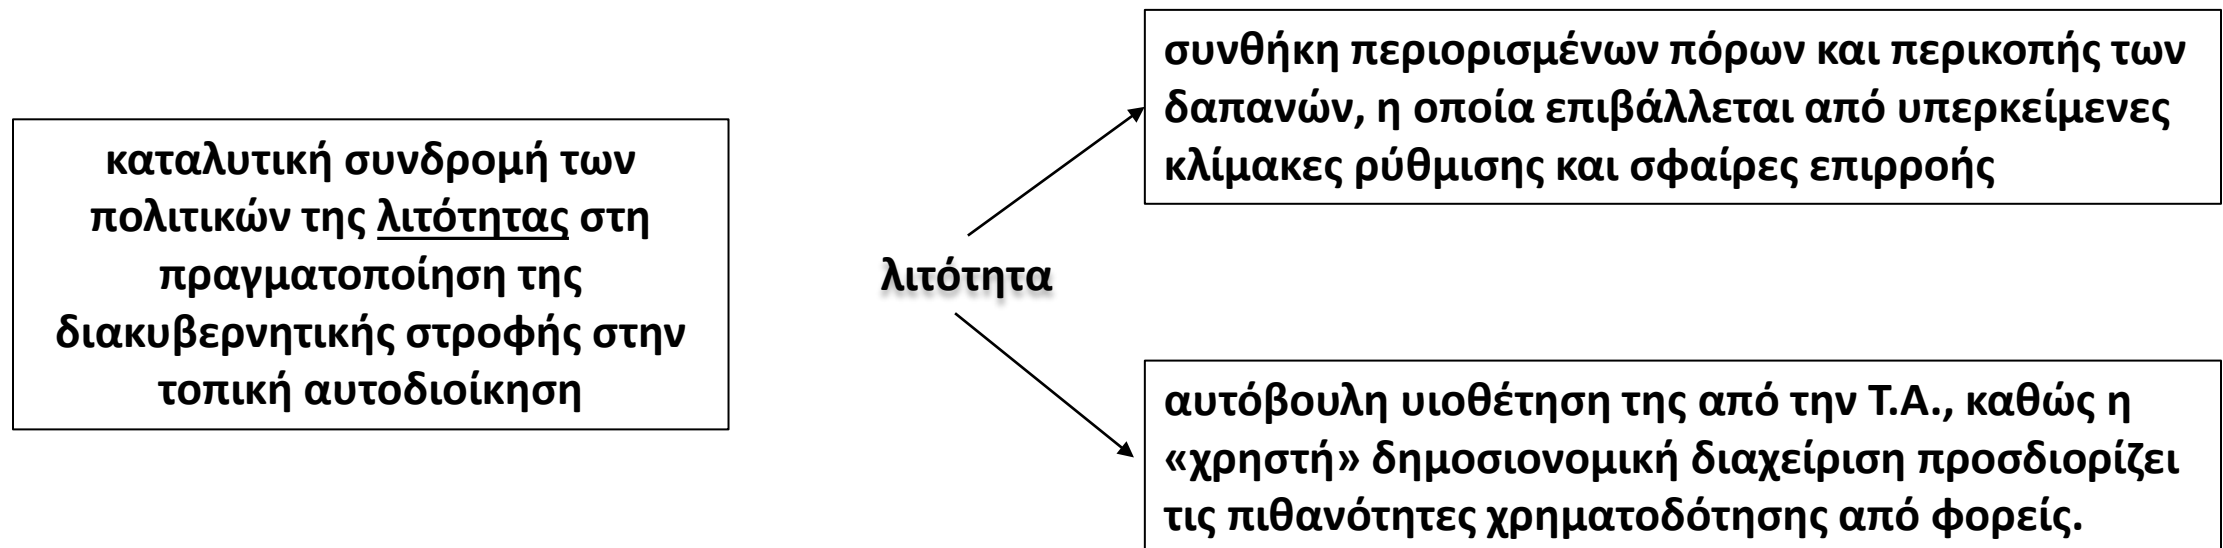 καταλυτική συνδρομή των
πολιτικών της λιτότητας στη
πραγματοποίηση της
διακυβερνητικής στροφής στην
τοπική αυτοδιοίκηση
λιτότητα
συνθήκη περιορισμένων πόρων και περικοπής των
δαπανών, η οποία επιβάλλεται από υπερκείμενες
κλίμακες ρύθμισης και σφαίρες επιρροής
αυτόβουλη υιοθέτηση της από την Τ.Α., καθώς η
«χρηστή» δημοσιονομική διαχείριση προσδιορίζει
τις πιθανότητες χρηματοδότησης από φορείς.